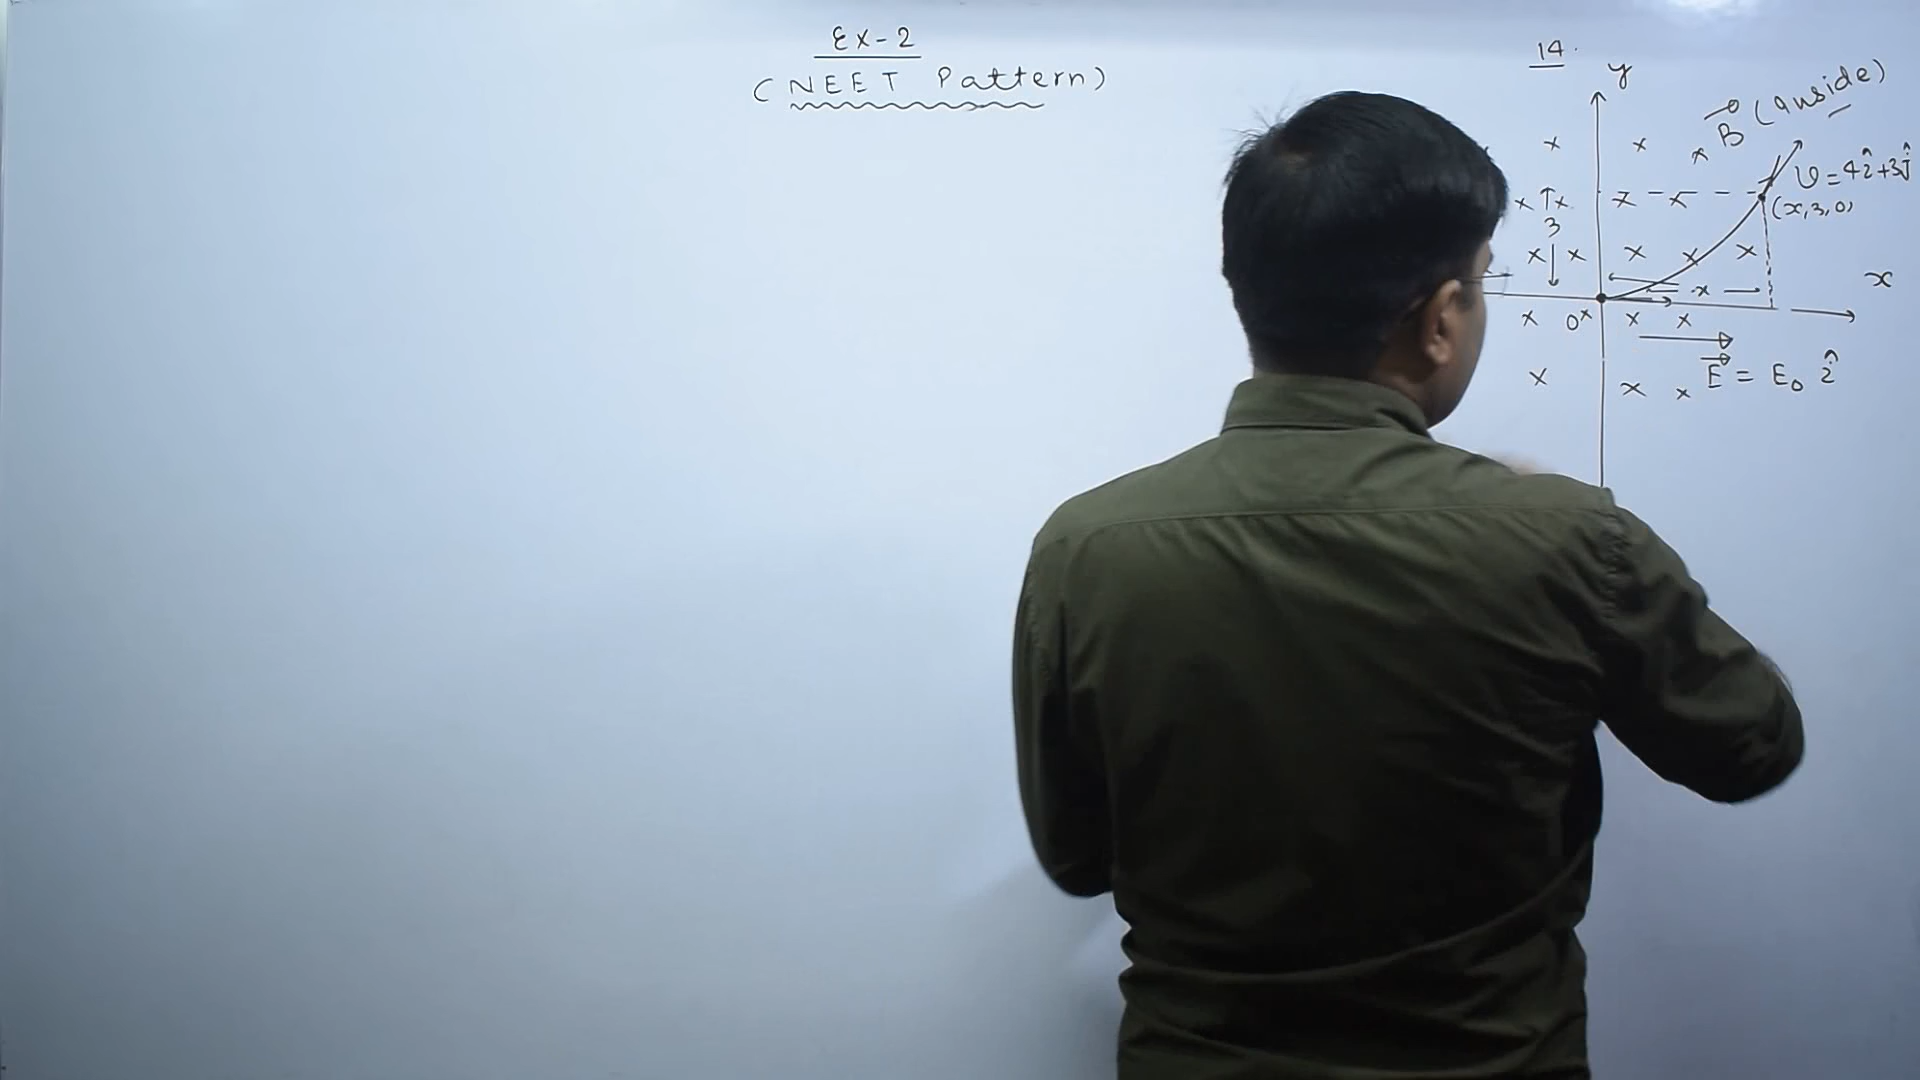 Ex-2
(NEET Pattern)
14.
y
B⃗ (inside)
υ = 4î+3ĵ
(x,3,0)
3
x
x
O
E⃗ = E₀ î